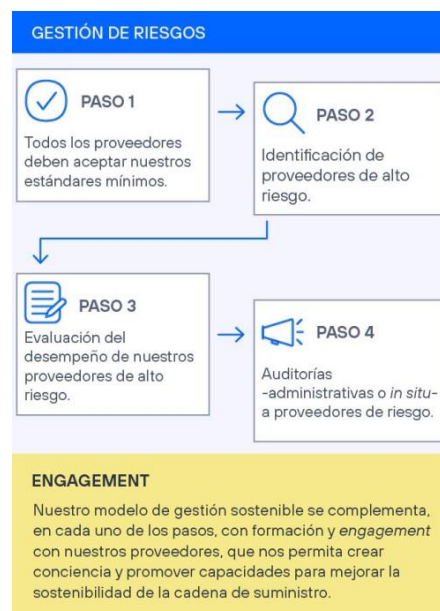 GESTIÓN DE RIESGOS
PASO 1
Todos los proveedores
deben aceptar nuestros
estándares mínimos.
PASO 2
Identificación de
proveedores de alto
riesgo.
PASO 3
Evaluación del
desempeño de nuestros
proveedores de alto
riesgo.
PASO 4
Auditorías
-administrativas o in situ-
a proveedores de riesgo.
ENGAGEMENT
Nuestro modelo de gestión sostenible se complementa,
en cada uno de los pasos, con formación y engagement
con nuestros proveedores, que nos permita crear
conciencia y promover capacidades para mejorar la
sostenibilidad de la cadena de suministro.